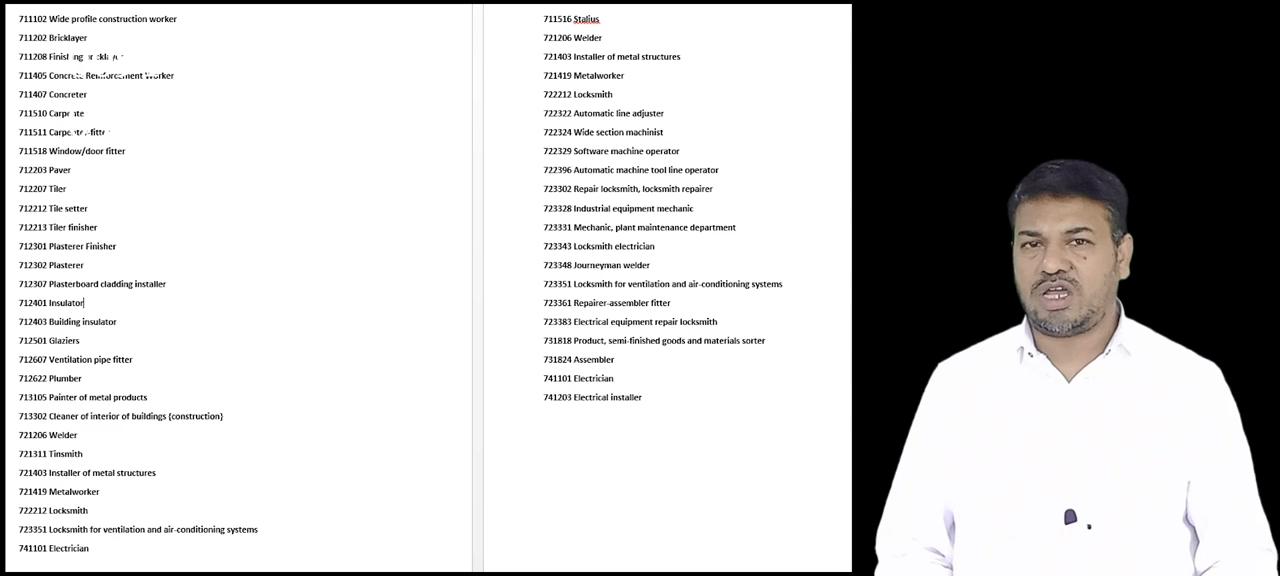 711102 Wide profile construction worker
711202 Bricklayer
711208
711405 Concrete Reinforcement Worker
711407 Concreter
711510
711511
711518 Window/door fitter
712203 Paver
712207 Tiler
712212 Tile setter
712213 Tiler finisher
712301 Plasterer Finisher
712302 Plasterer
712307 Plasterboard cladding installer
712401 Insulator
712403 Building insulator
712501 Glaziers
712607 Ventilation pipe fitter
712622 Plumber
713105 Painter of metal products
713302 Cleaner of interior of buildings (construction)
721206 Welder
721311 Tinsmith
721403 Installer of metal structures
721419 Metalworker
722212 Locksmith
723351 Locksmith for ventilation and air-conditioning systems
741101 Electrician
711516 Stalius
721206 Welder
721403 Installer of metal structures
721419 Metalworker
722212 Locksmith
722322 Automatic line adjuster
722324 Wide section machinist
722329 Software machine operator
722396 Automatic machine tool line operator
723302 Repair locksmith, locksmith repairer
723328 Industrial equipment mechanic
723331 Mechanic, plant maintenance department
723343 Locksmith electrician
723348 Journeyman welder
723351 Locksmith for ventilation and air-conditioning systems
723361 Repairer-assembler fitter
723383 Electrical equipment repair locksmith
731818 Product, semi-finished goods and materials sorter
731824 Assembler
741101 Electrician
741203 Electrical installer